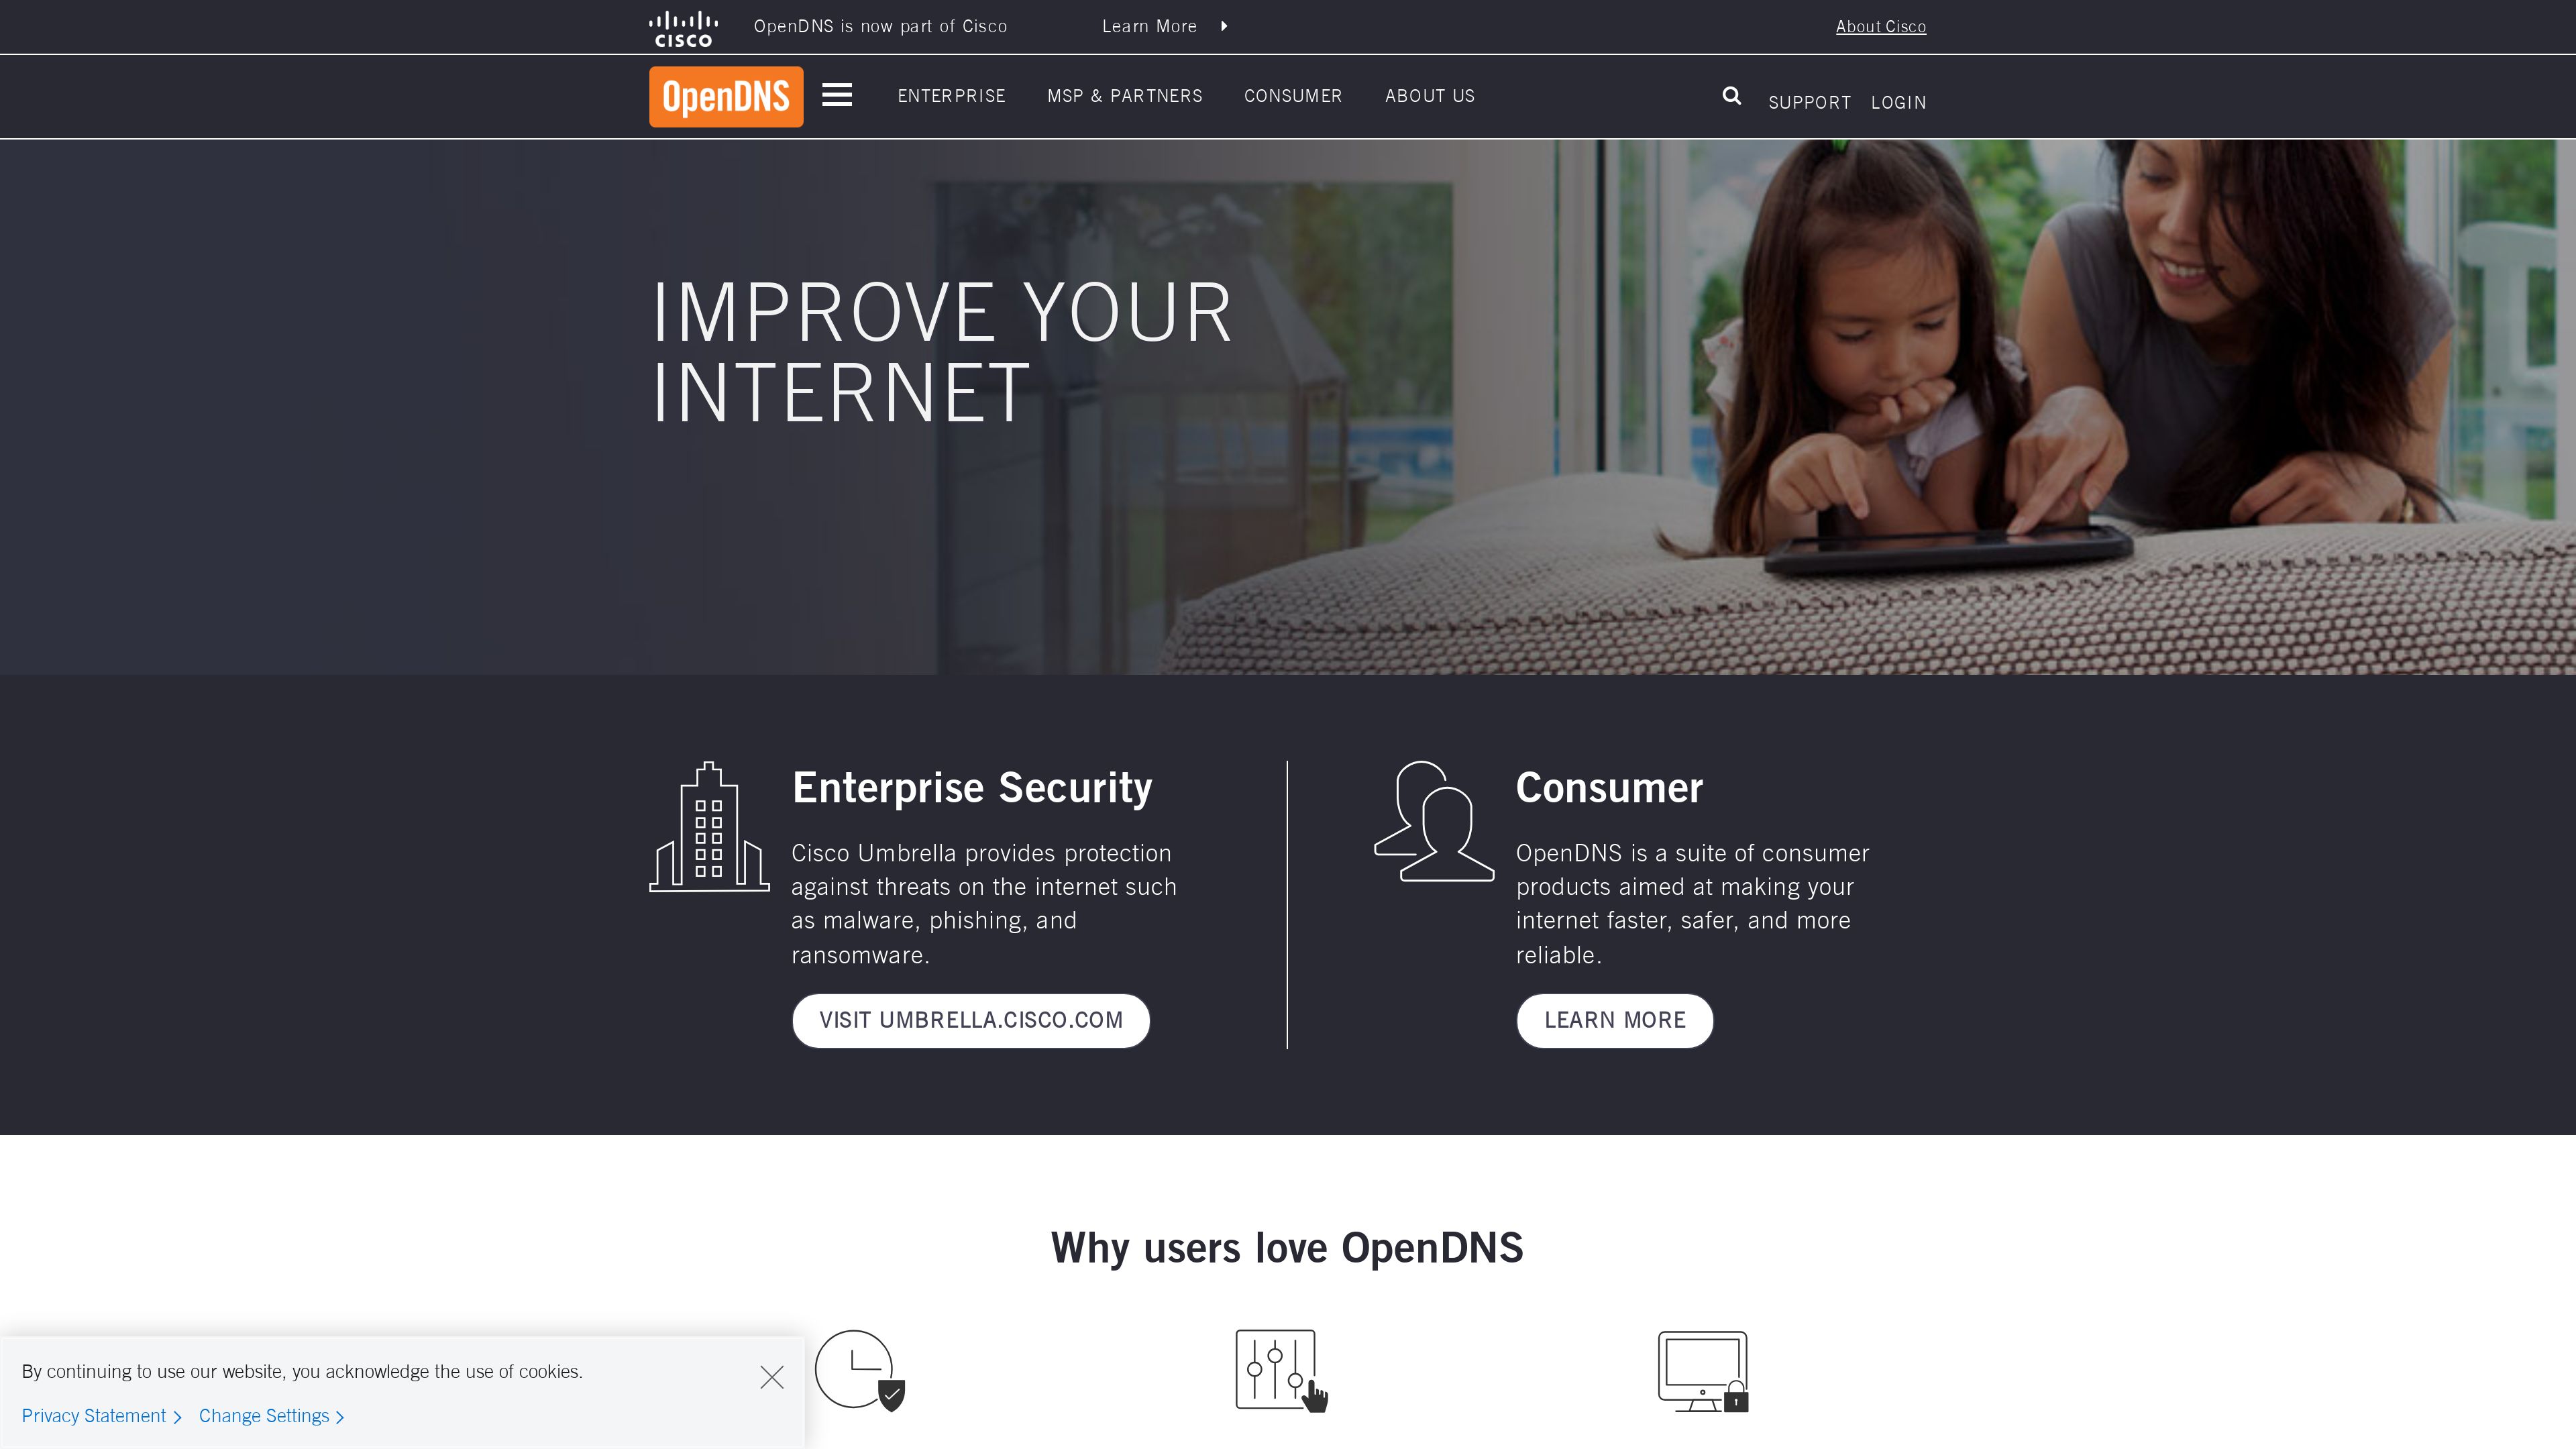 CISCO
OpenDNS is now part of Cisco
Learn More
About Cisco
OpenDNS
ENTERPRISE
MSP & PARTNERS
CONSUMER
ABOUT US
SUPPORT
LOGIN
IMPROVE YOUR
INTERNET
Enterprise Security
Cisco Umbrella provides protection
against threats on the internet such
as malware, phishing, and
ransomware.
VISIT UMBRELLA.CISCO.COM
Consumer
OpenDNS is a suite of consumer
products aimed at making your
internet faster, safer, and more
reliable.
LEARN MORE
Why users love OpenDNS
By continuing to use our website, you acknowledge the use of cookies.
Privacy Statement
Change Settings